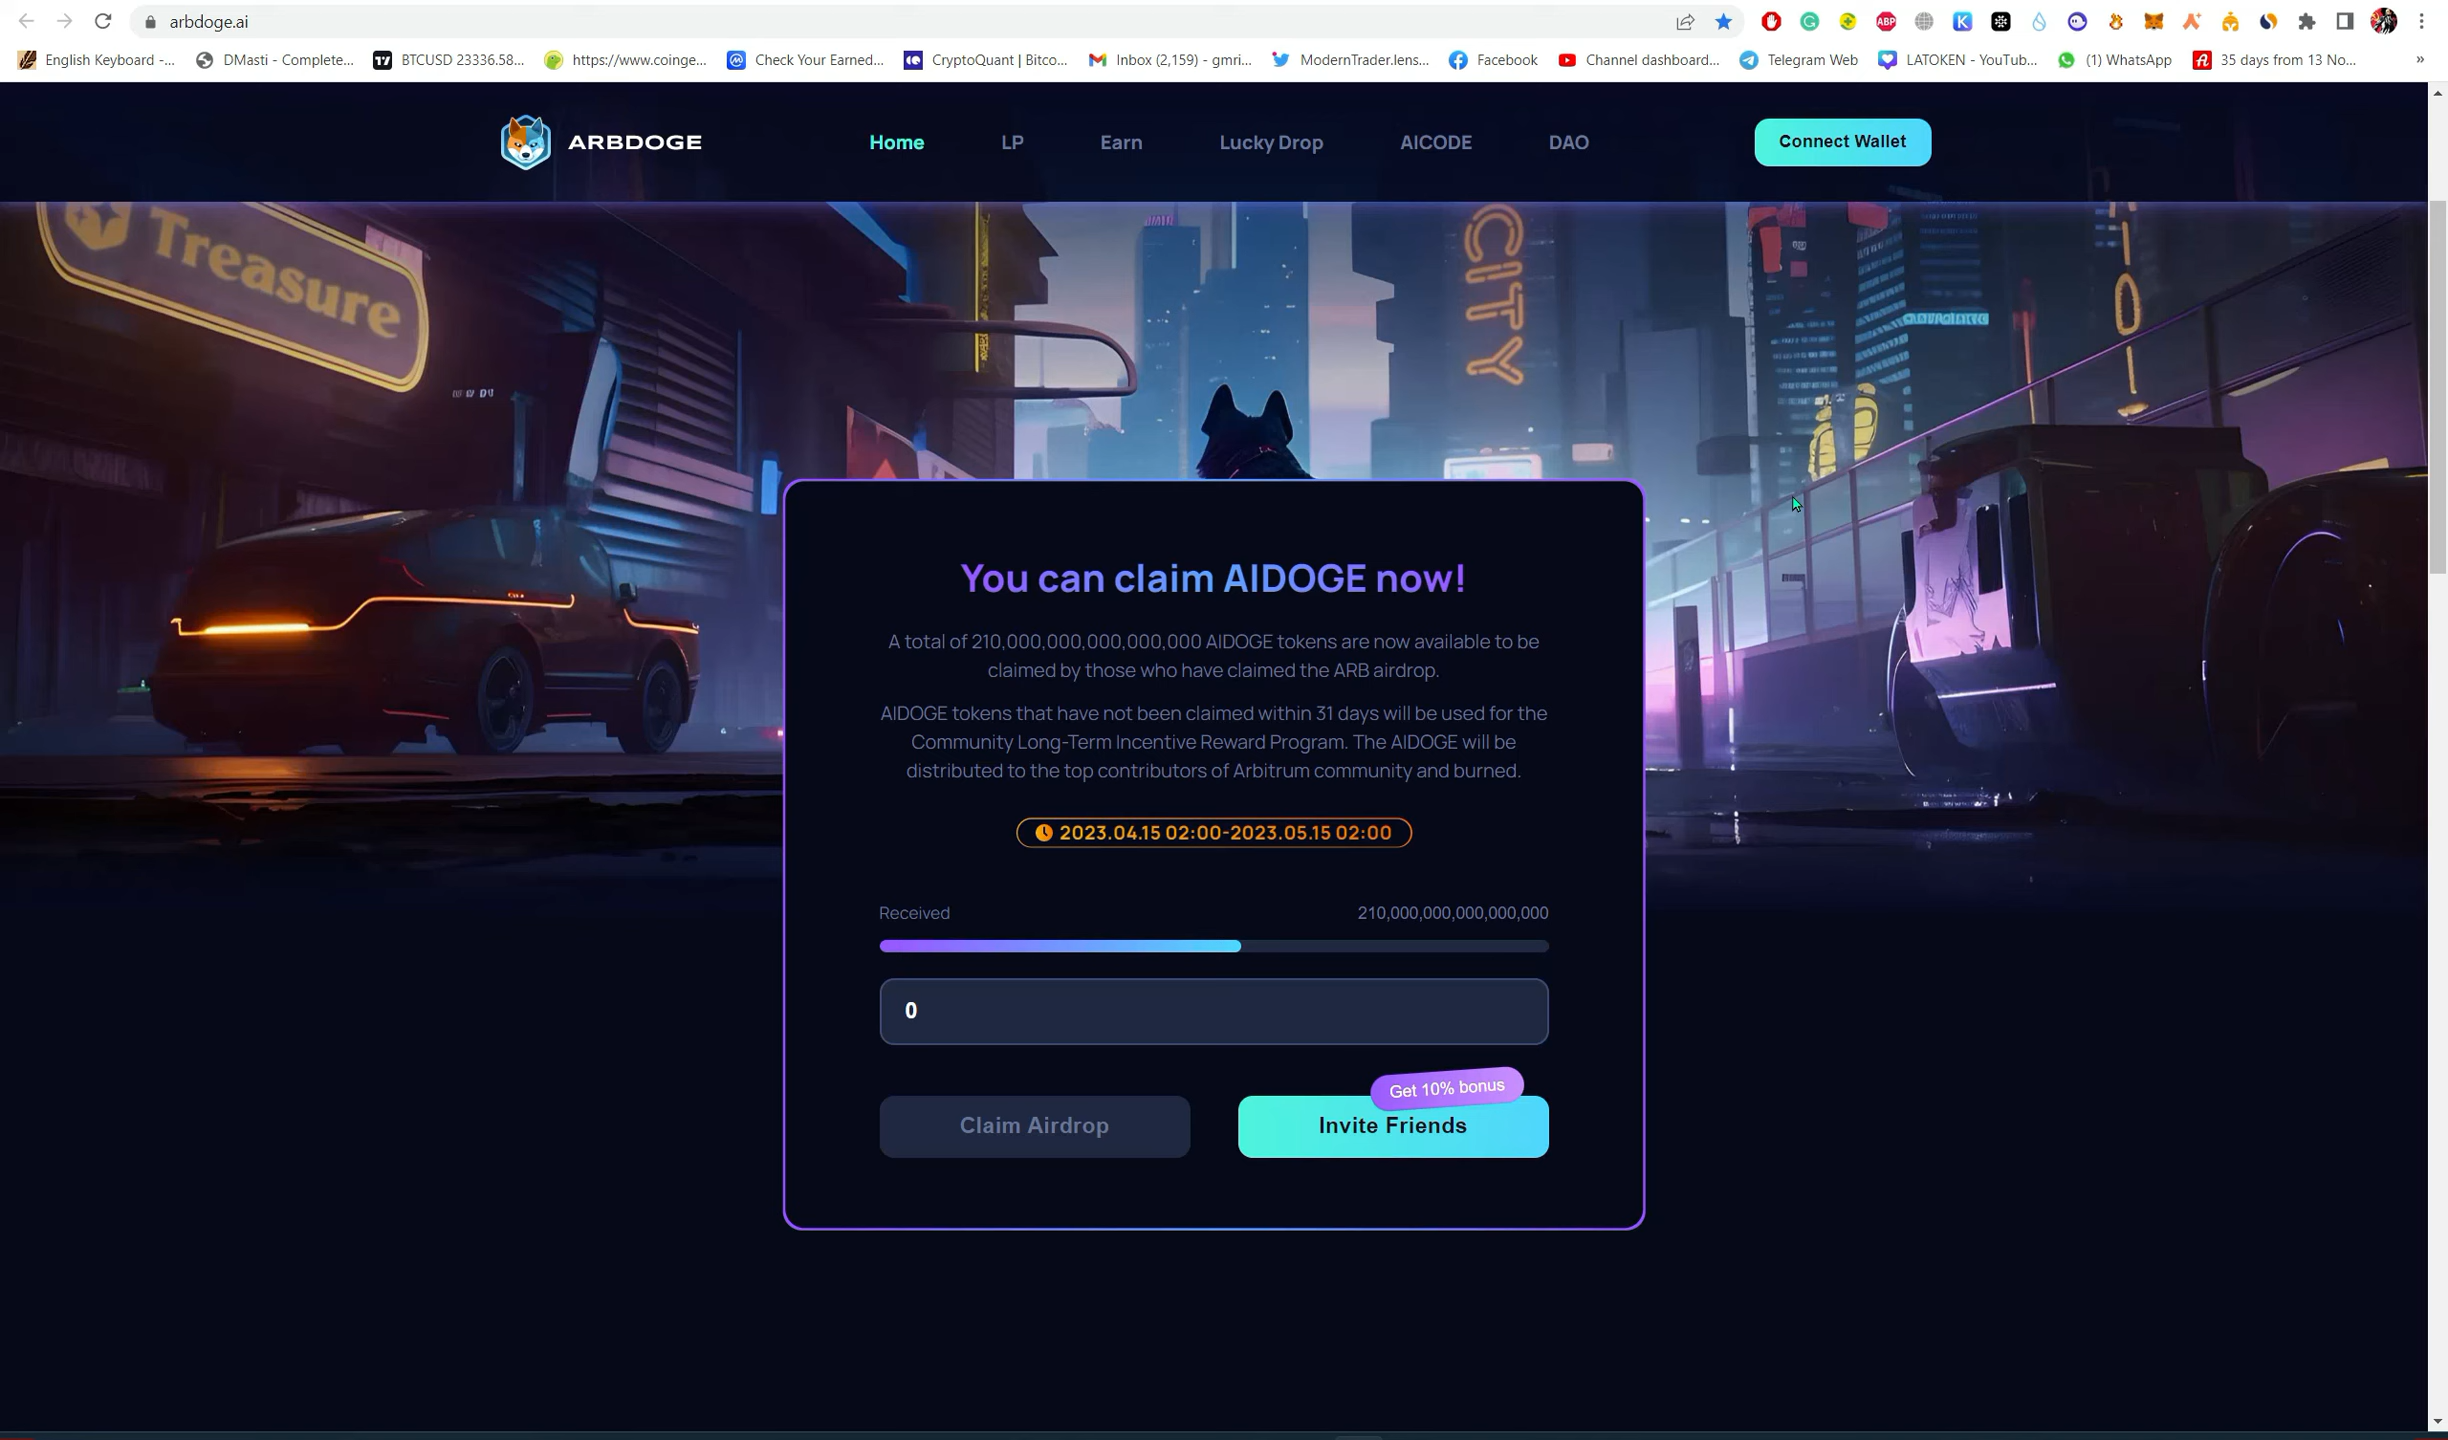 arbdoge.ai
English Keyboard -...
DMasti - Complete...
BTCUSD 23336.58...
https://www.coinge...
Check Your Earned...
CryptoQuant | Bitco...
Inbox (2,159) - gmri...
ModernTrader.lens...
Facebook
Channel dashboard...
Telegram Web
LATOKEN - YouTub...
(1) WhatsApp
35 days from 13 No...
»
ARBDOGE
Home
LP
Earn
Lucky Drop
AICODE
DAO
Connect Wallet
Treasure
CITY
You can claim AIDOGE now!
A total of 210,000,000,000,000,000 AIDOGE tokens are now available to be
claimed by those who have claimed the ARB airdrop.
AIDOGE tokens that have not been claimed within 31 days will be used for the
Community Long-Term Incentive Reward Program. The AIDOGE will be
distributed to the top contributors of Arbitrum community and burned.
2023.04.15 02:00-2023.05.15 02:00
Received
210,000,000,000,000,000
0
Get 10% bonus
Claim Airdrop
Invite Friends